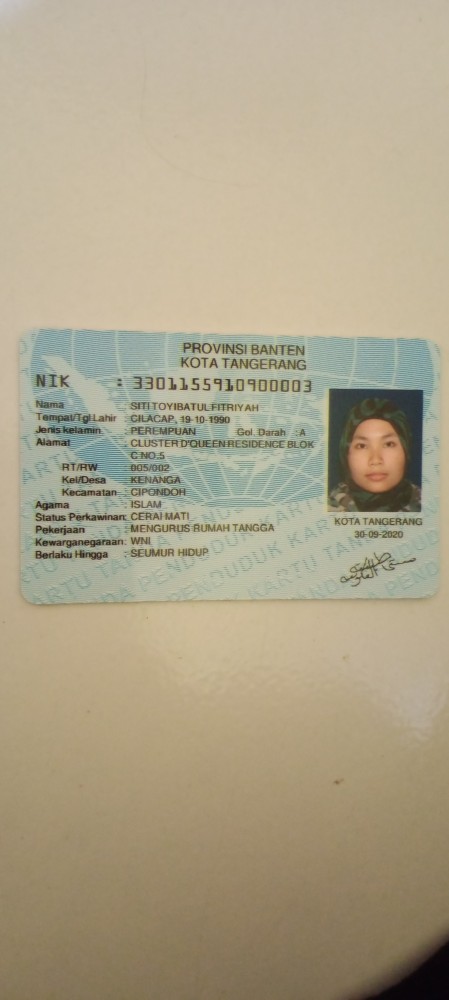 PROVINSI BANTEN
KOTA TANGERANG
NIK : 3301155910900003
Nama : SITI TOYIBATUL FITRIYAH
Tempat/Tgl Lahir : CILACAP, 19-10-1990
Jenis kelamin : PEREMPUAN Gol. Darah : A
Alamat : CLUSTER D'QUEEN RESIDENCE BLOK
C NO.5
RT/RW : 005/002
Kel/Desa : KENANGA
Kecamatan : CIPONDOH
Agama : ISLAM
Status Perkawinan: CERAI MATI
Pekerjaan : MENGURUS RUMAH TANGGA
Kewarganegaraan: WNI
Berlaku Hingga : SEUMUR HIDUP
KOTA TANGERANG
30-09-2020